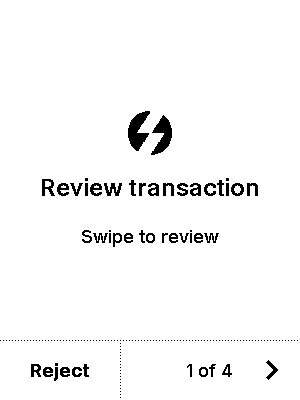 Review transaction
Swipe to review
Reject
1 of 4